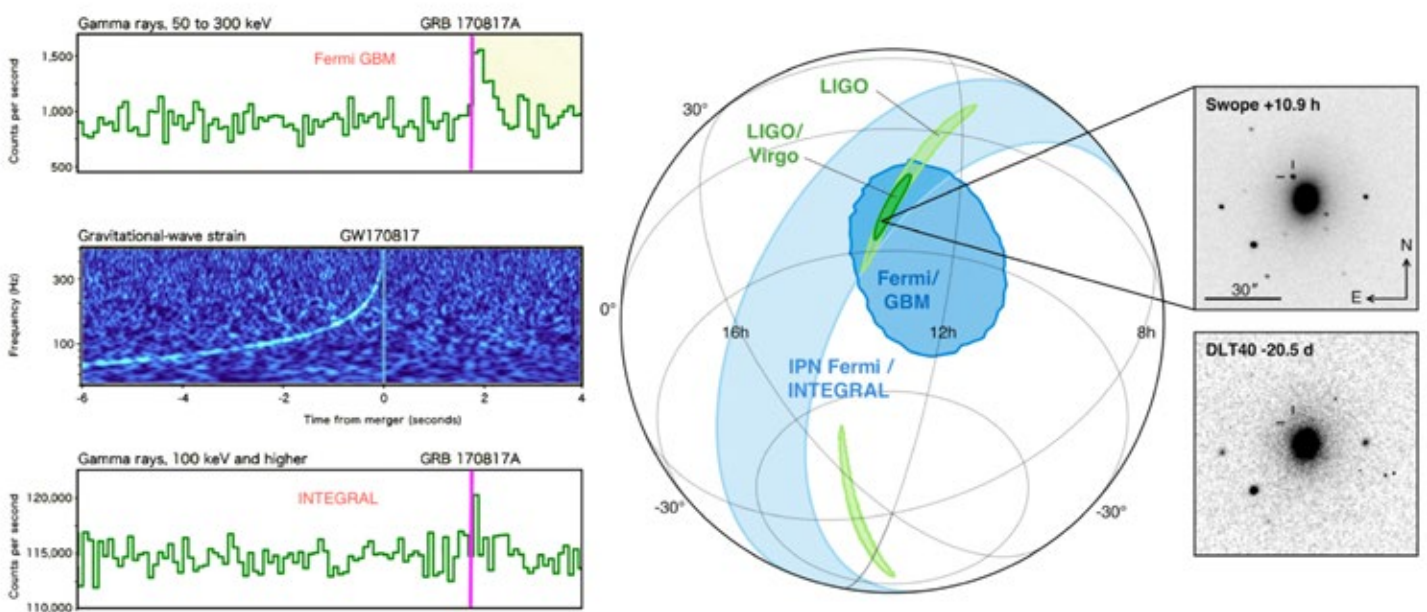 Gamma rays, 50 to 300 keV GRB 170817A
Counts per second
1,500
1,000
500
Fermi GBM
Gravitational-wave strain GW170817
Frequency (Hz)
300
100
-6 -4 -2 0 2 4
Time from merger (seconds)
Gamma rays, 100 keV and higher GRB 170817A
Counts per second
120,000
115,000
110,000
INTEGRAL
30°
LIGO
LIGO/
Virgo
Fermi/
GBM
0°
16h
12h
8h
IPN Fermi /
INTEGRAL
-30°
-30°
Swope +10.9 h
N
30"
E
DLT40 -20.5 d